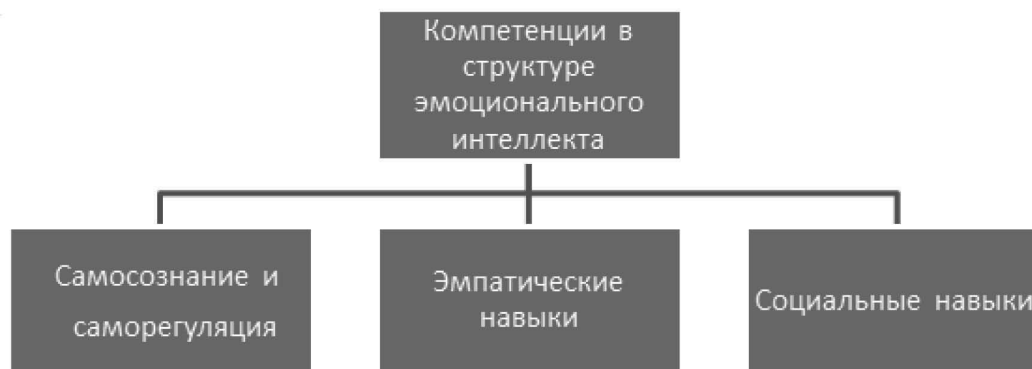 Компетенции в
структуре
эмоционального
интеллекта
Самосознание и
саморегуляция
Эмпатические
навыки
Социальные навыки